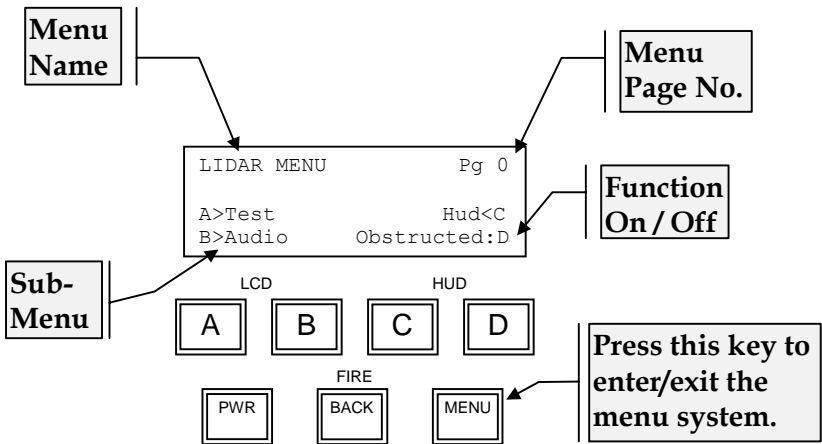 Menu
Name
Menu
Page No.
LIDAR MENU Pg 0
A>Test Hud<C
B>Audio Obstructed:D
Function
On / Off
Sub-
Menu
LCD HUD
A B C D
FIRE
PWR BACK MENU
Press this key to
enter/exit the
menu system.